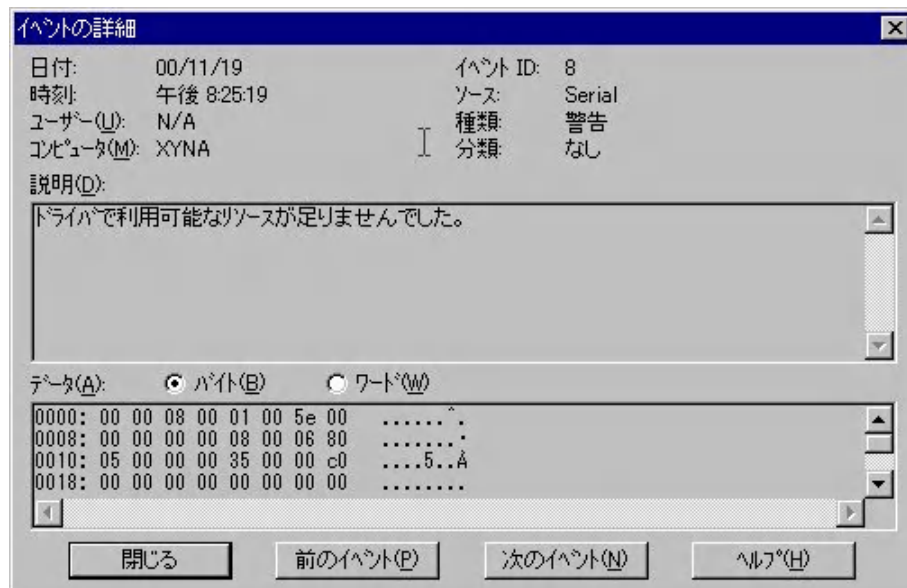 イベントの詳細
日付: 00/11/19 イベント ID: 8
時刻: 午後 8:25:19 ソース: Serial
ユーザー(U): N/A 種類: 警告
コンピュータ(M): XYNA 分類: なし
説明(D):
ドライバで利用可能なリソースが足りませんでした。
データ(A): バイト(B) ワード(W)
0000: 00 00 08 00 01 00 5e 00 ......^.
0008: 00 00 00 00 08 00 06 80 .......·
0010: 05 00 00 00 35 00 00 c0 ....5..À
0018: 00 00 00 00 00 00 00 00 ........
閉じる 前のイベント(P) 次のイベント(N) ヘルプ(H)